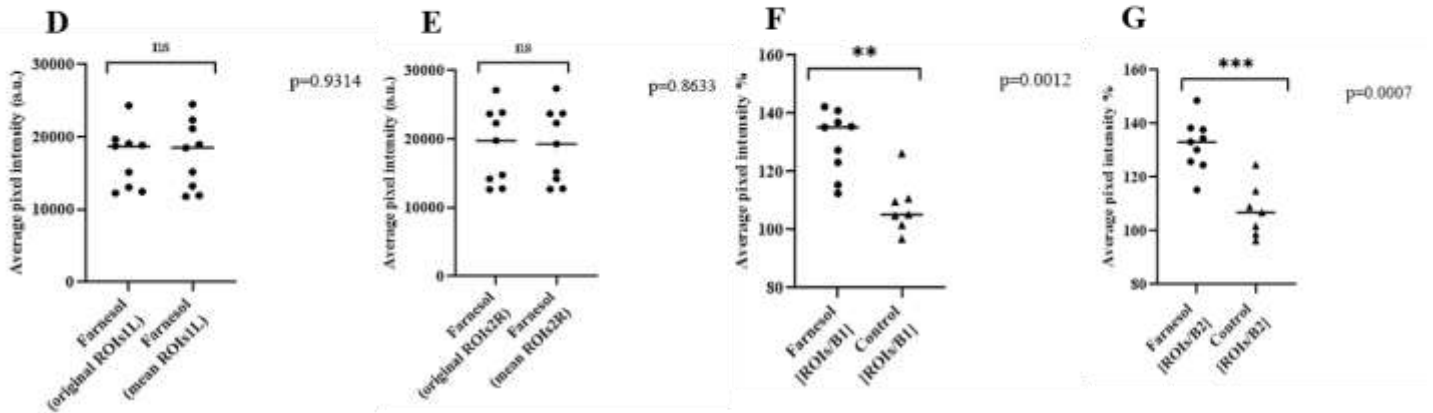 D
ns
p=0.9314
Average pixel intensity (a.u.)
30000
20000
10000
0
Farnesol
(original ROIs1L)
Farnesol
(mean ROIs1L)
E
ns
p=0.8633
Average pixel intensity (a.u.)
30000
20000
10000
0
Farnesol
(original ROIs2R)
Farnesol
(mean ROIs2R)
F
**
p=0.0012
Average pixel intensity %
160
140
120
100
80
Farnesol
[ROIs/B1]
Control
[ROIs/B1]
G
***
p=0.0007
Average pixel intensity %
160
140
120
100
80
Farnesol
[ROIs/B2]
Control
[ROIs/B2]